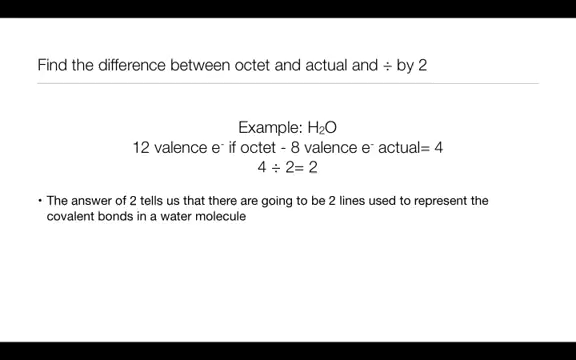 Find the difference between octet and actual and ÷ by 2
Example: H₂O
12 valence e⁻ if octet - 8 valence e⁻ actual= 4
4 ÷ 2= 2
• The answer of 2 tells us that there are going to be 2 lines used to represent the
covalent bonds in a water molecule